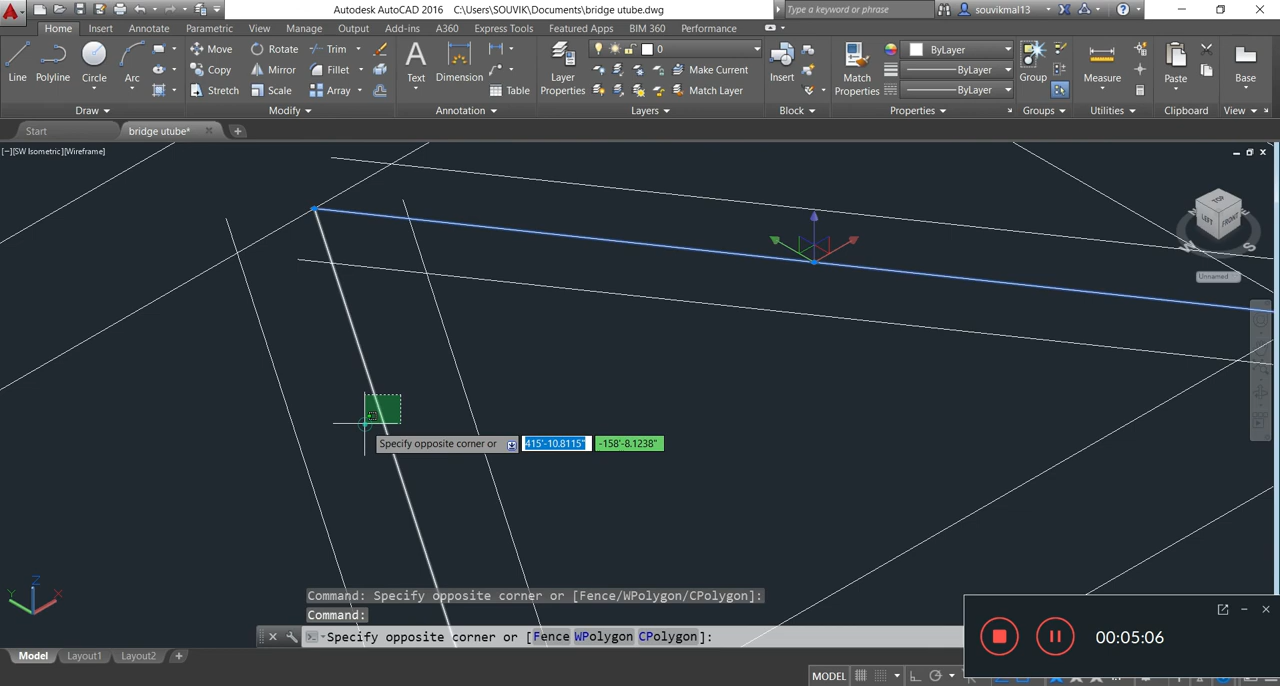 Autodesk AutoCAD 2016 C:\Users\SOUVIK\Documents\bridge utube.dwg
Type a keyword or phrase
souvikmal13
Home Insert Annotate Parametric View Manage Output Add-ins A360 Express Tools Featured Apps BIM 360 Performance
Line Polyline Circle Arc
Move Rotate Trim
Copy Mirror Fillet
Stretch Scale Array
Text Dimension Table
Layer Properties
0
Make Current
Match Layer
Insert
Match Properties
ByLayer
ByLayer
ByLayer
Group Measure Paste Base
Draw Modify Annotation Layers Block Properties Groups Utilities Clipboard View
Start bridge utube*
[−][SW Isometric][Wireframe]
TOP
LEFT FRONT
W S
Unnamed
Specify opposite corner or 415'-10.8115" -158'-8.1238"
Z
Y X
Command: Specify opposite corner or [Fence/WPolygon/CPolygon]:
Command:
Specify opposite corner or [Fence WPolygon CPolygon]:
00:05:06
Model Layout1 Layout2
MODEL